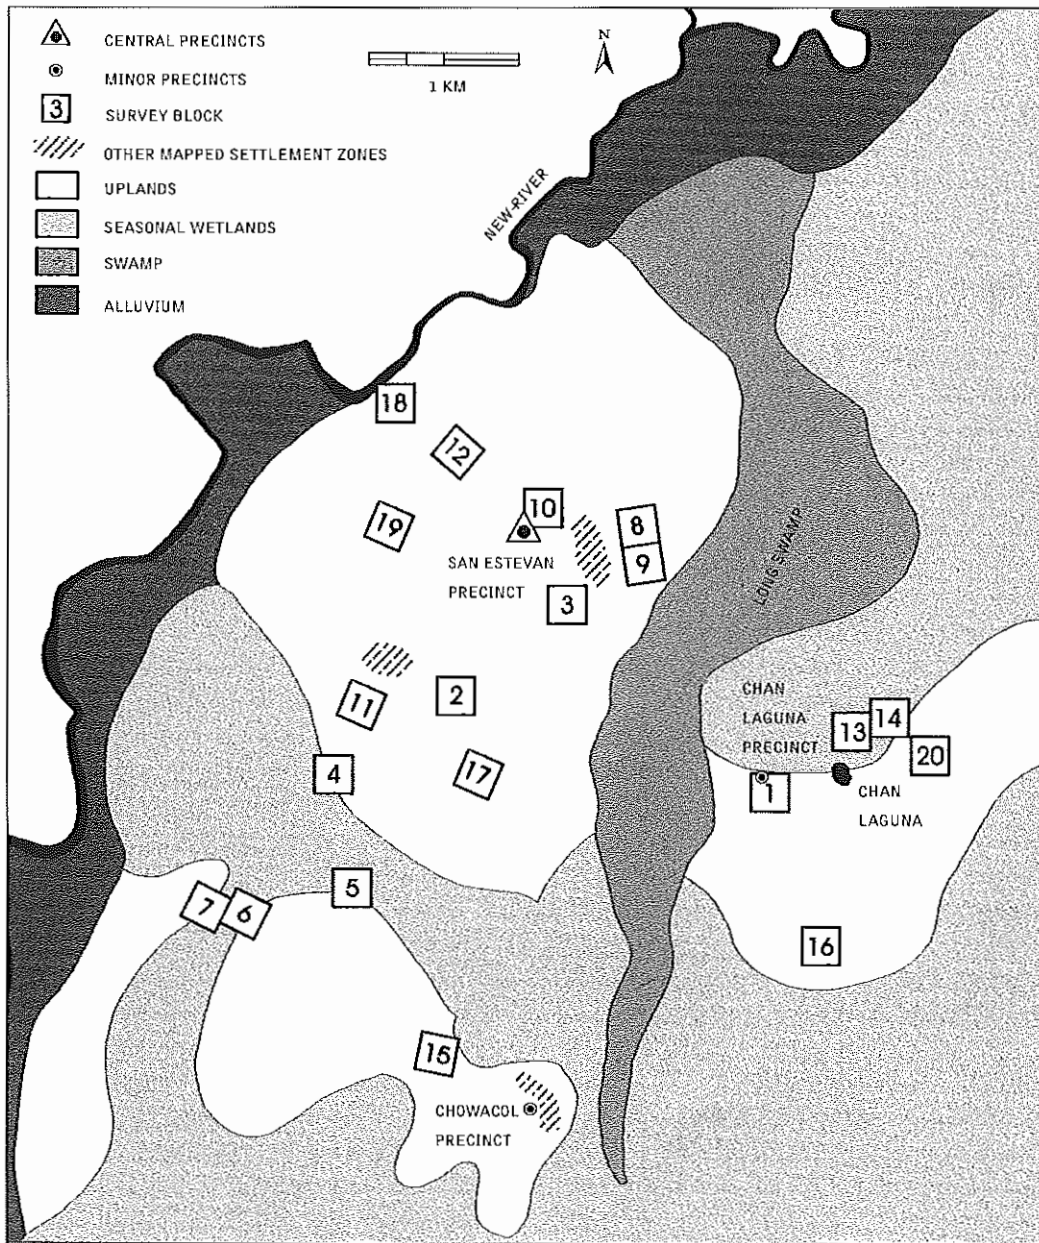 CENTRAL PRECINCTS
MINOR PRECINCTS
3 SURVEY BLOCK
OTHER MAPPED SETTLEMENT ZONES
UPLANDS
SEASONAL WETLANDS
SWAMP
ALLUVIUM
1 KM
N
NEW-RIVER
18
12
19
10
8
9
SAN ESTEVAN
PRECINCT
3
LONG SWAMP
11
2
4
17
CHAN
LAGUNA
PRECINCT
13
14
20
1
CHAN
LAGUNA
7
6
5
16
15
CHOWACOL
PRECINCT